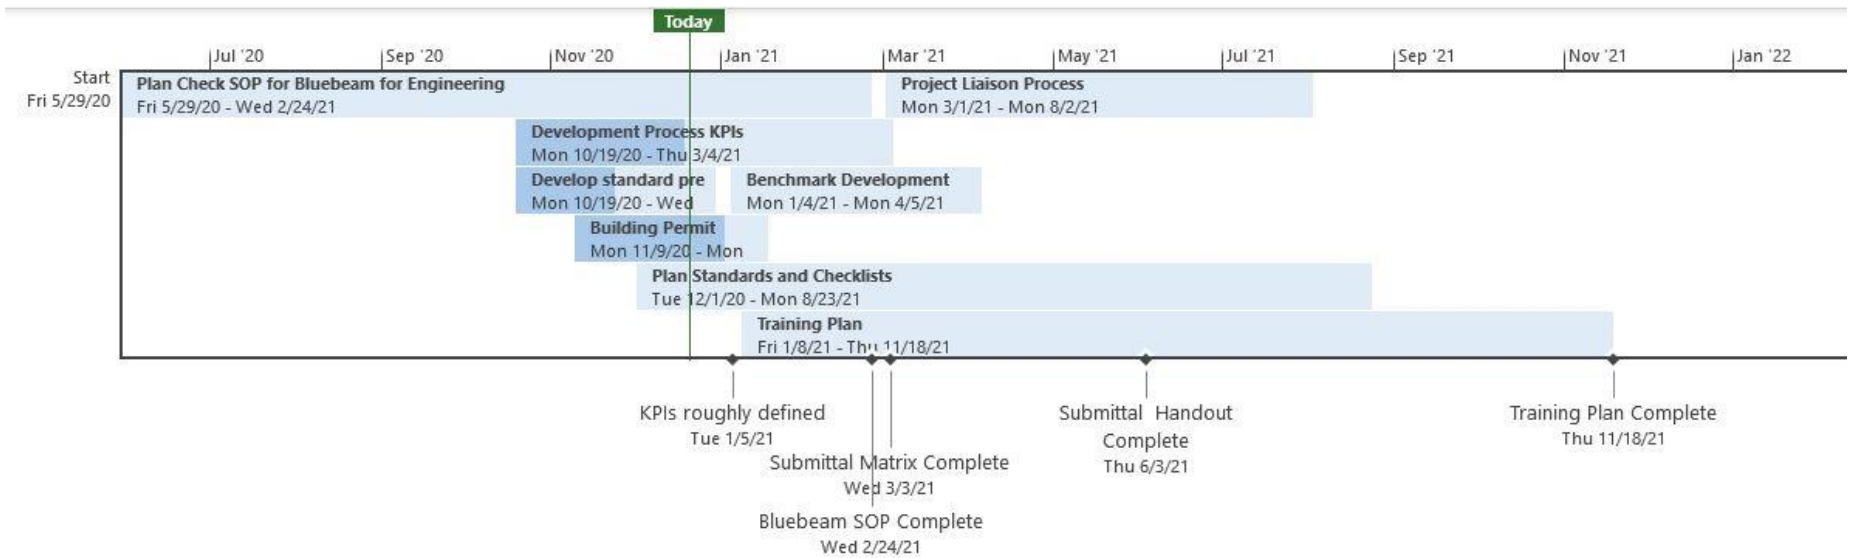 Today
Jul '20
Sep '20
Nov '20
Jan '21
Mar '21
May '21
Jul '21
Sep '21
Nov '21
Jan '22
Start
Fri 5/29/20
Plan Check SOP for Bluebeam for Engineering
Fri 5/29/20 - Wed 2/24/21
Project Liaison Process
Mon 3/1/21 - Mon 8/2/21
Development Process KPIs
Mon 10/19/20 - Thu 3/4/21
Develop standard pre
Mon 10/19/20 - Wed
Benchmark Development
Mon 1/4/21 - Mon 4/5/21
Building Permit
Mon 11/9/20 - Mon
Plan Standards and Checklists
Tue 12/1/20 - Mon 8/23/21
Training Plan
Fri 1/8/21 - Thu 11/18/21
KPIs roughly defined
Tue 1/5/21
Submittal Matrix Complete
Wed 3/3/21
Bluebeam SOP Complete
Wed 2/24/21
Submittal Handout
Complete
Thu 6/3/21
Training Plan Complete
Thu 11/18/21